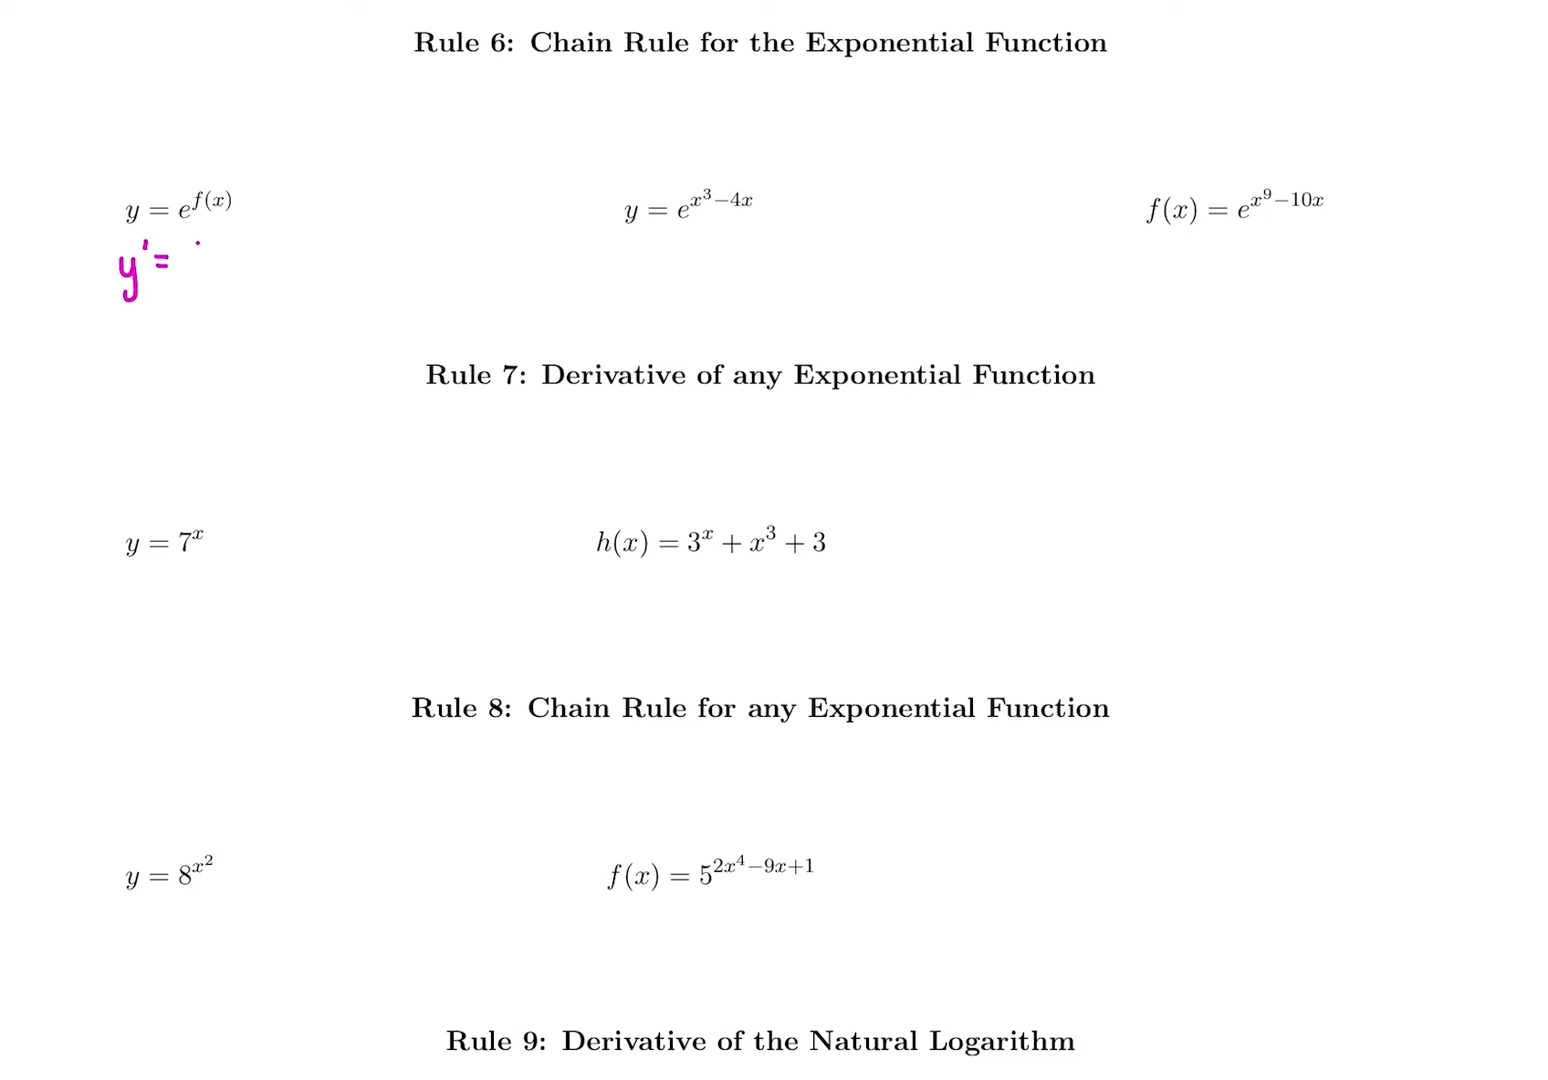 Rule 6: Chain Rule for the Exponential Function
y = e^{f(x)} y = e^{x^3-4x} f(x) = e^{x^9-10x}
y' =
Rule 7: Derivative of any Exponential Function
y = 7^x h(x) = 3^x + x^3 + 3
Rule 8: Chain Rule for any Exponential Function
y = 8^{x^2} f(x) = 5^{2x^4-9x+1}
Rule 9: Derivative of the Natural Logarithm